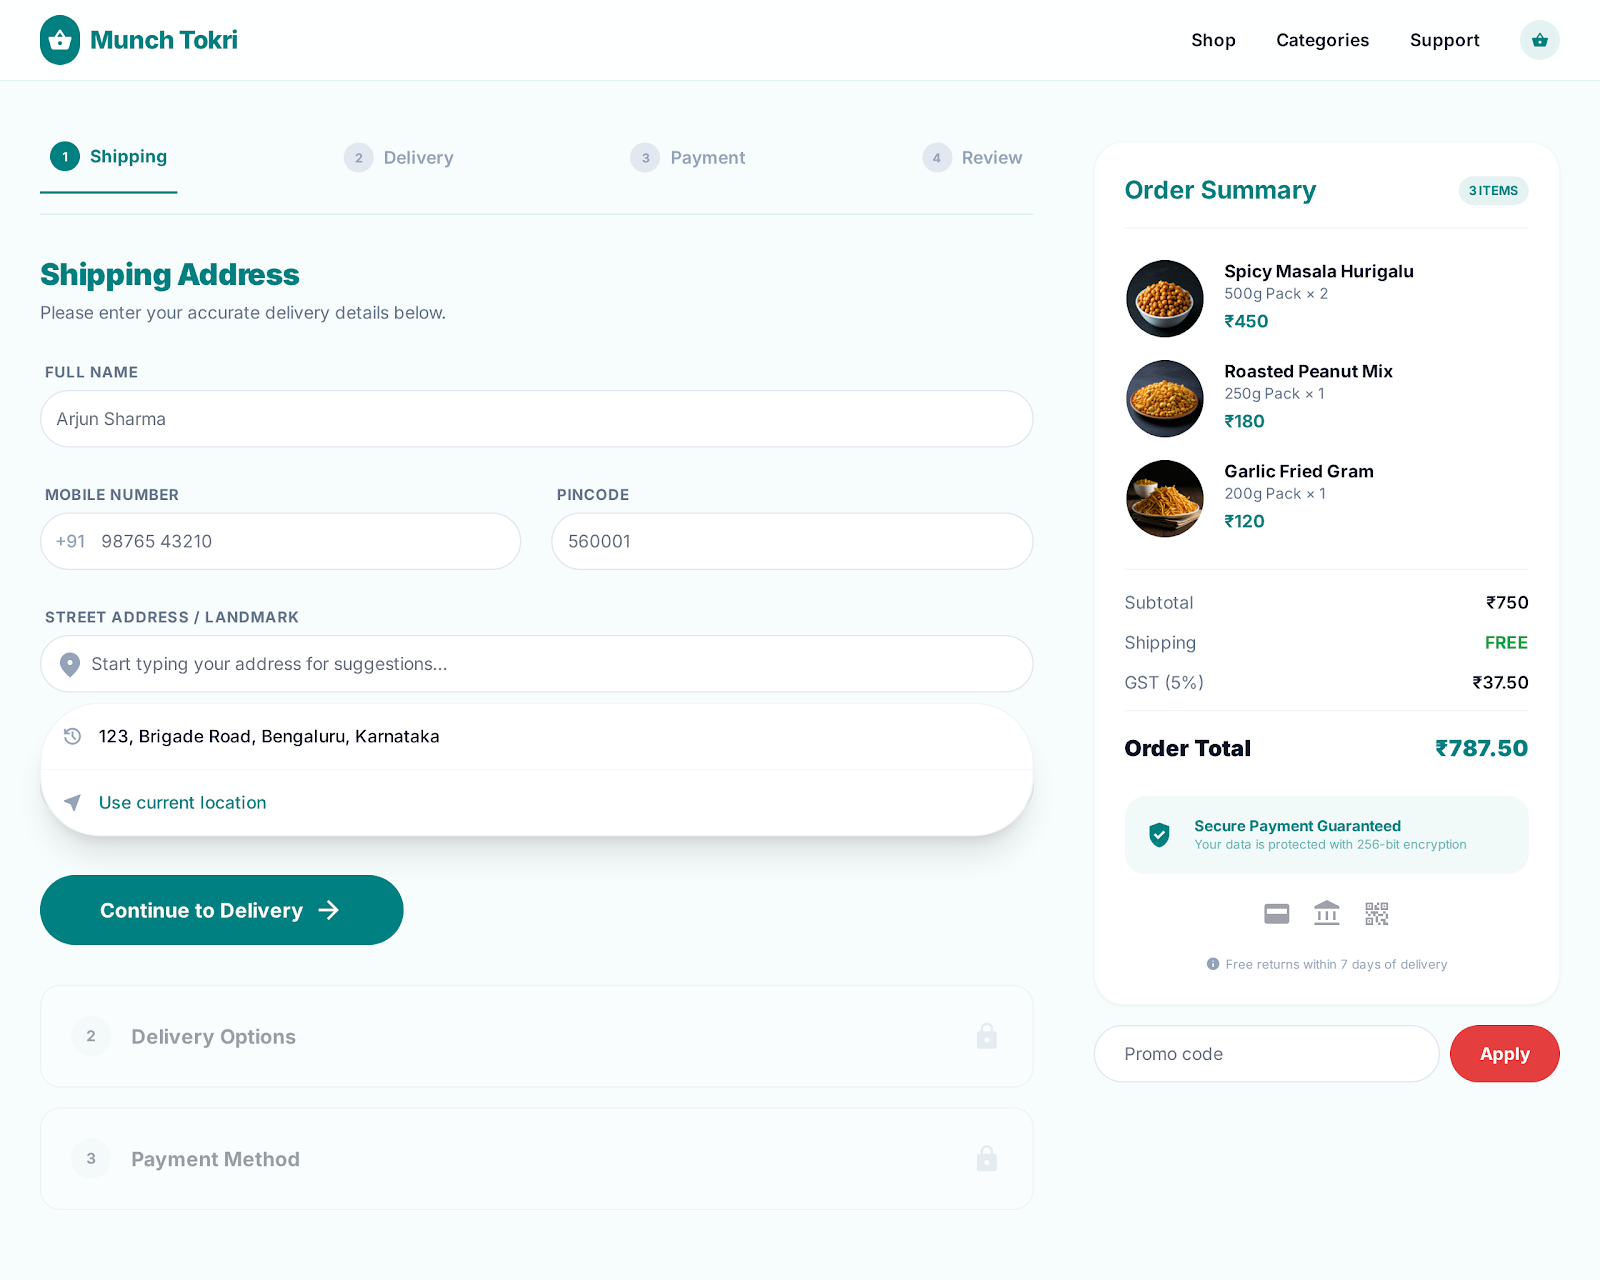 Munch Tokri
Shop
Categories
Support
1 Shipping
2 Delivery
3 Payment
4 Review
Shipping Address
Please enter your accurate delivery details below.
FULL NAME
Arjun Sharma
MOBILE NUMBER
+91 98765 43210
PINCODE
560001
STREET ADDRESS / LANDMARK
Start typing your address for suggestions...
123, Brigade Road, Bengaluru, Karnataka
Use current location
Continue to Delivery
2 Delivery Options
3 Payment Method
Order Summary
3 ITEMS
Spicy Masala Hurigalu
500g Pack × 2
₹450
Roasted Peanut Mix
250g Pack × 1
₹180
Garlic Fried Gram
200g Pack × 1
₹120
Subtotal ₹750
Shipping FREE
GST (5%) ₹37.50
Order Total ₹787.50
Secure Payment Guaranteed
Your data is protected with 256-bit encryption
Free returns within 7 days of delivery
Promo code
Apply